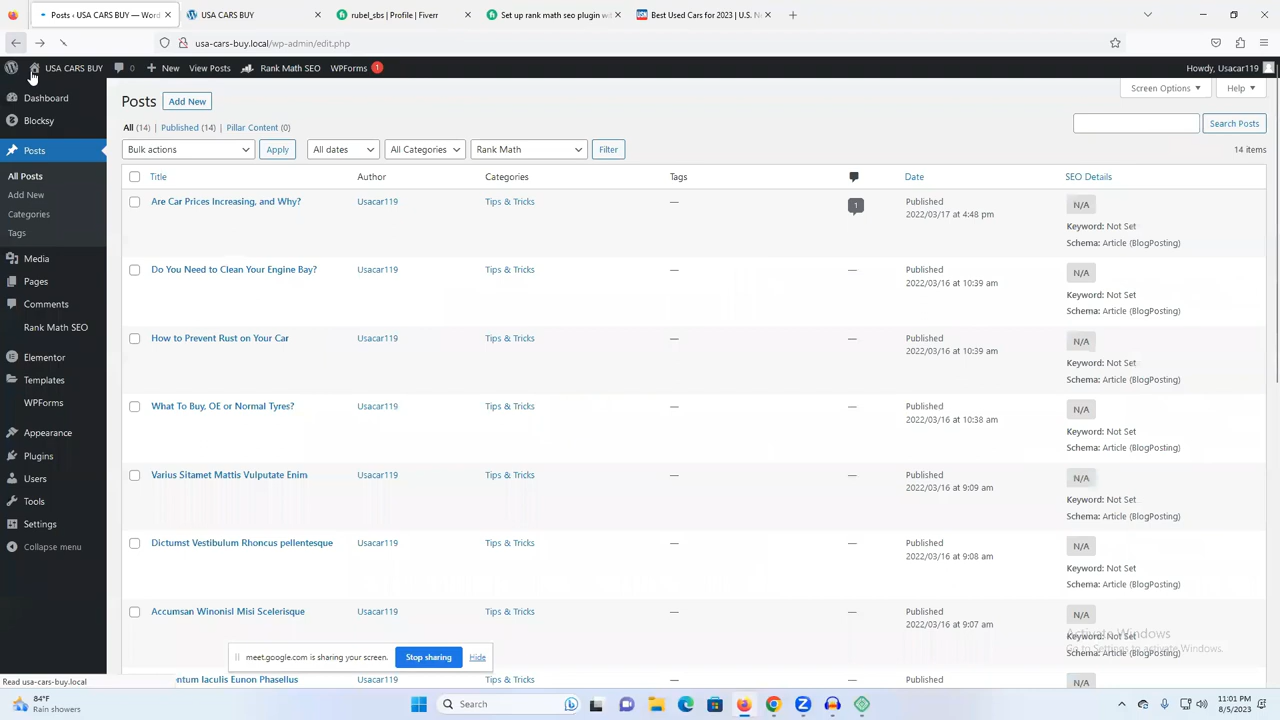 Posts ‹ USA CARS BUY — Word
WPUSA CARS BUY
rubel_sbs | Profile | Fiverr
Set up rank math seo plugin w
Best Used Cars for 2023 | U.S. N
usa-cars-buy.local/wp-admin/edit.php
USA CARS BUY 0 New View Posts Rank Math SEO WPForms 1 Howdy, Usacar119
Dashboard
Blocksy
Posts
All Posts
Add New
Categories
Tags
Media
Pages
Comments
Rank Math SEO
Elementor
Templates
WPForms
Appearance
Plugins
Users
Tools
Settings
Collapse menu
Read usa-cars-buy.local
Posts Add New
Screen Options Help
All (14) | Published (14) | Pillar Content (0)
Search Posts
Bulk actions Apply All dates All Categories Rank Math Filter 14 items
Title Author Categories Tags Date SEO Details
Are Car Prices Increasing, and Why? Usacar119 Tips & Tricks — 1 Published N/A
2022/03/17 at 4:48 pm
Keyword: Not Set
Schema: Article (BlogPosting)
Do You Need to Clean Your Engine Bay? Usacar119 Tips & Tricks — — Published N/A
2022/03/16 at 10:39 am
Keyword: Not Set
Schema: Article (BlogPosting)
How to Prevent Rust on Your Car Usacar119 Tips & Tricks — — Published N/A
2022/03/16 at 10:39 am
Keyword: Not Set
Schema: Article (BlogPosting)
What To Buy, OE or Normal Tyres? Usacar119 Tips & Tricks — — Published N/A
2022/03/16 at 10:38 am
Keyword: Not Set
Schema: Article (BlogPosting)
Varius Sitamet Mattis Vulputate Enim Usacar119 Tips & Tricks — — Published N/A
2022/03/16 at 9:09 am
Keyword: Not Set
Schema: Article (BlogPosting)
Dictumst Vestibulum Rhoncus pellentesque Usacar119 Tips & Tricks — — Published N/A
2022/03/16 at 9:08 am
Keyword: Not Set
Schema: Article (BlogPosting)
Accumsan Winonisl Misi Scelerisque Usacar119 Tips & Tricks — — Published N/A
2022/03/16 at 9:07 am
Keyword: Not Set
Schema: Article (BlogPosting)
Activate Windows
Go to Settings to activate Windows.
meet.google.com is sharing your screen. Stop sharing Hide
entum Iaculis Eunon Phasellus Usacar119 Tips & Tricks — — Published N/A
84°F
Rain showers
Search
11:01 PM
8/5/2023